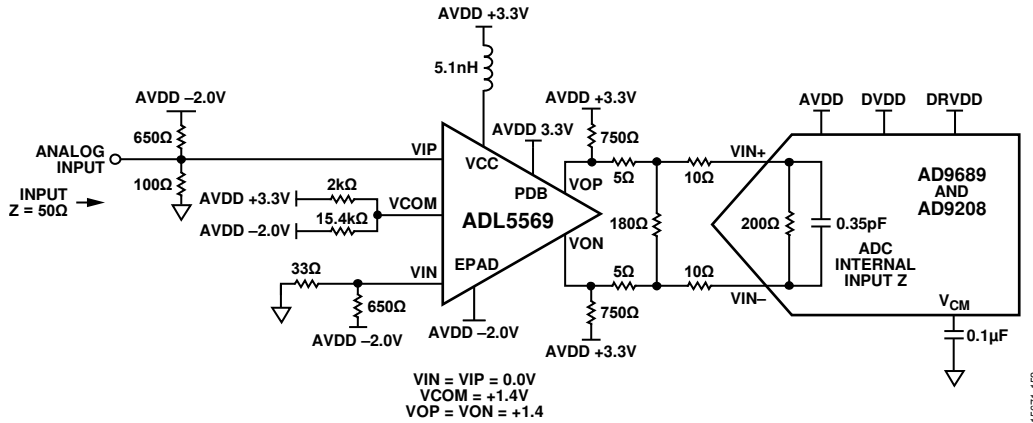 AVDD +3.3V
5.1nH
AVDD –2.0V
650Ω
ANALOG
INPUT
100Ω
INPUT
Z = 50Ω
AVDD +3.3V
2kΩ
15.4kΩ
AVDD –2.0V
33Ω
650Ω
AVDD –2.0V
VIP
VCOM
VIN
VCC
AVDD 3.3V
PDB
ADL5569
EPAD
AVDD –2.0V
VOP
VON
AVDD +3.3V
750Ω
5Ω
10Ω
VIN+
180Ω
5Ω
10Ω
VIN–
750Ω
AVDD +3.3V
AVDD
DVDD
DRVDD
AD9689
AND
AD9208
200Ω
0.35pF
ADC
INTERNAL
INPUT Z
VCM
0.1µF
VIN = VIP = 0.0V
VCOM = +1.4V
VOP = VON = +1.4